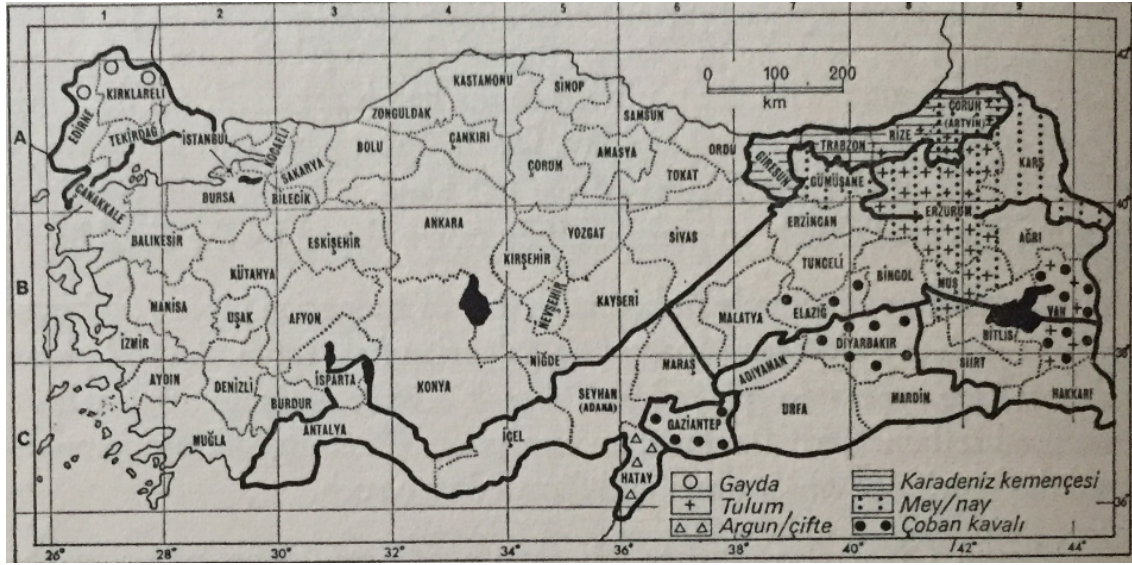 1 2 3 4 5 6 7 8 9
42°
KASTAMONU SİNOP
0 100 200
km
KIRKLARELİ
ZONGULDAK
SAMSUN
ÇORUH
(ARTVİN)
EDİRNE
TEKİRDAĞ
İSTANBUL
KOCAELİ
BOLU
ÇANKIRI
ORDU
RİZE
A
TRABZON
SAKARYA
ÇORUM
AMASYA
GİRESUN
KARS
ÇANAKKALE
BURSA
BİLECİK
TOKAT
GÜMÜŞANE
40°
ERZİNCAN
ERZURUM
ANKARA
BALIKESİR
ESKİŞEHİR
YOZGAT
SİVAS
AĞRI
KIRŞEHİR
KÜTAHYA
TUNCELİ
BİNGOL
B
MUŞ
MANİSA
UŞAK
AFYON
NEVŞEHİR
KAYSERİ
MALATYA
ELAZIĞ
VAN
İZMİR
DİYARBAKIR
BİTLİS
NİĞDE
MARAŞ
ADIYAMAN
SİİRT
AYDIN
DENİZLİ
İSPARTA
KONYA
SEYHAN
(ADANA)
URFA
MARDİN
HAKKARİ
BURDUR
C
MUĞLA
ANTALYA
İÇEL
GAZİANTEP
HATAY
Gayda
Karadeniz kemençesi
Tulum
Mey/nay
Argun/çifte
Çoban kavalı
36°
26° 28° 30° 32° 34° 36° 38° 40° 42° 44°